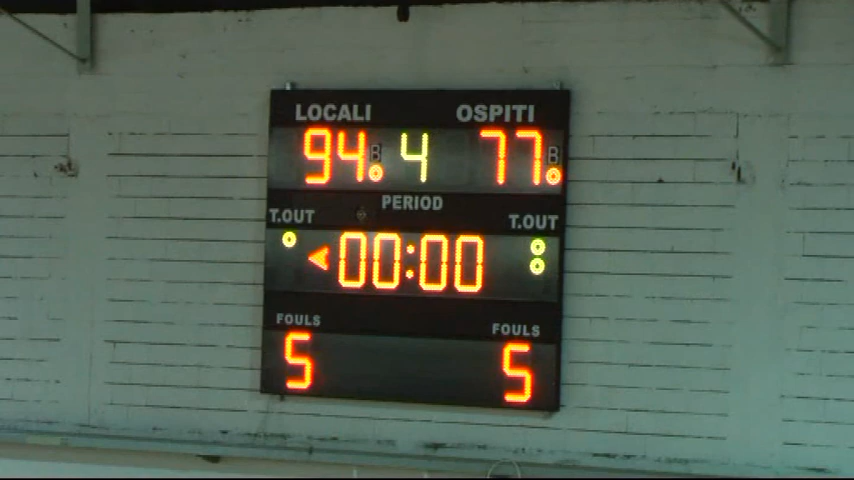 LOCALI OSPITI
94 B 4 77 B
PERIOD
T.OUT T.OUT
00:00
FOULS FOULS
5 5